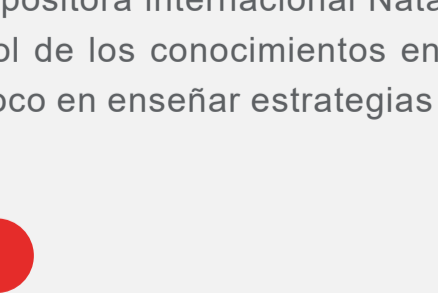 positora internacional Nata
ol de los conocimientos en
oco en enseñar estrategias